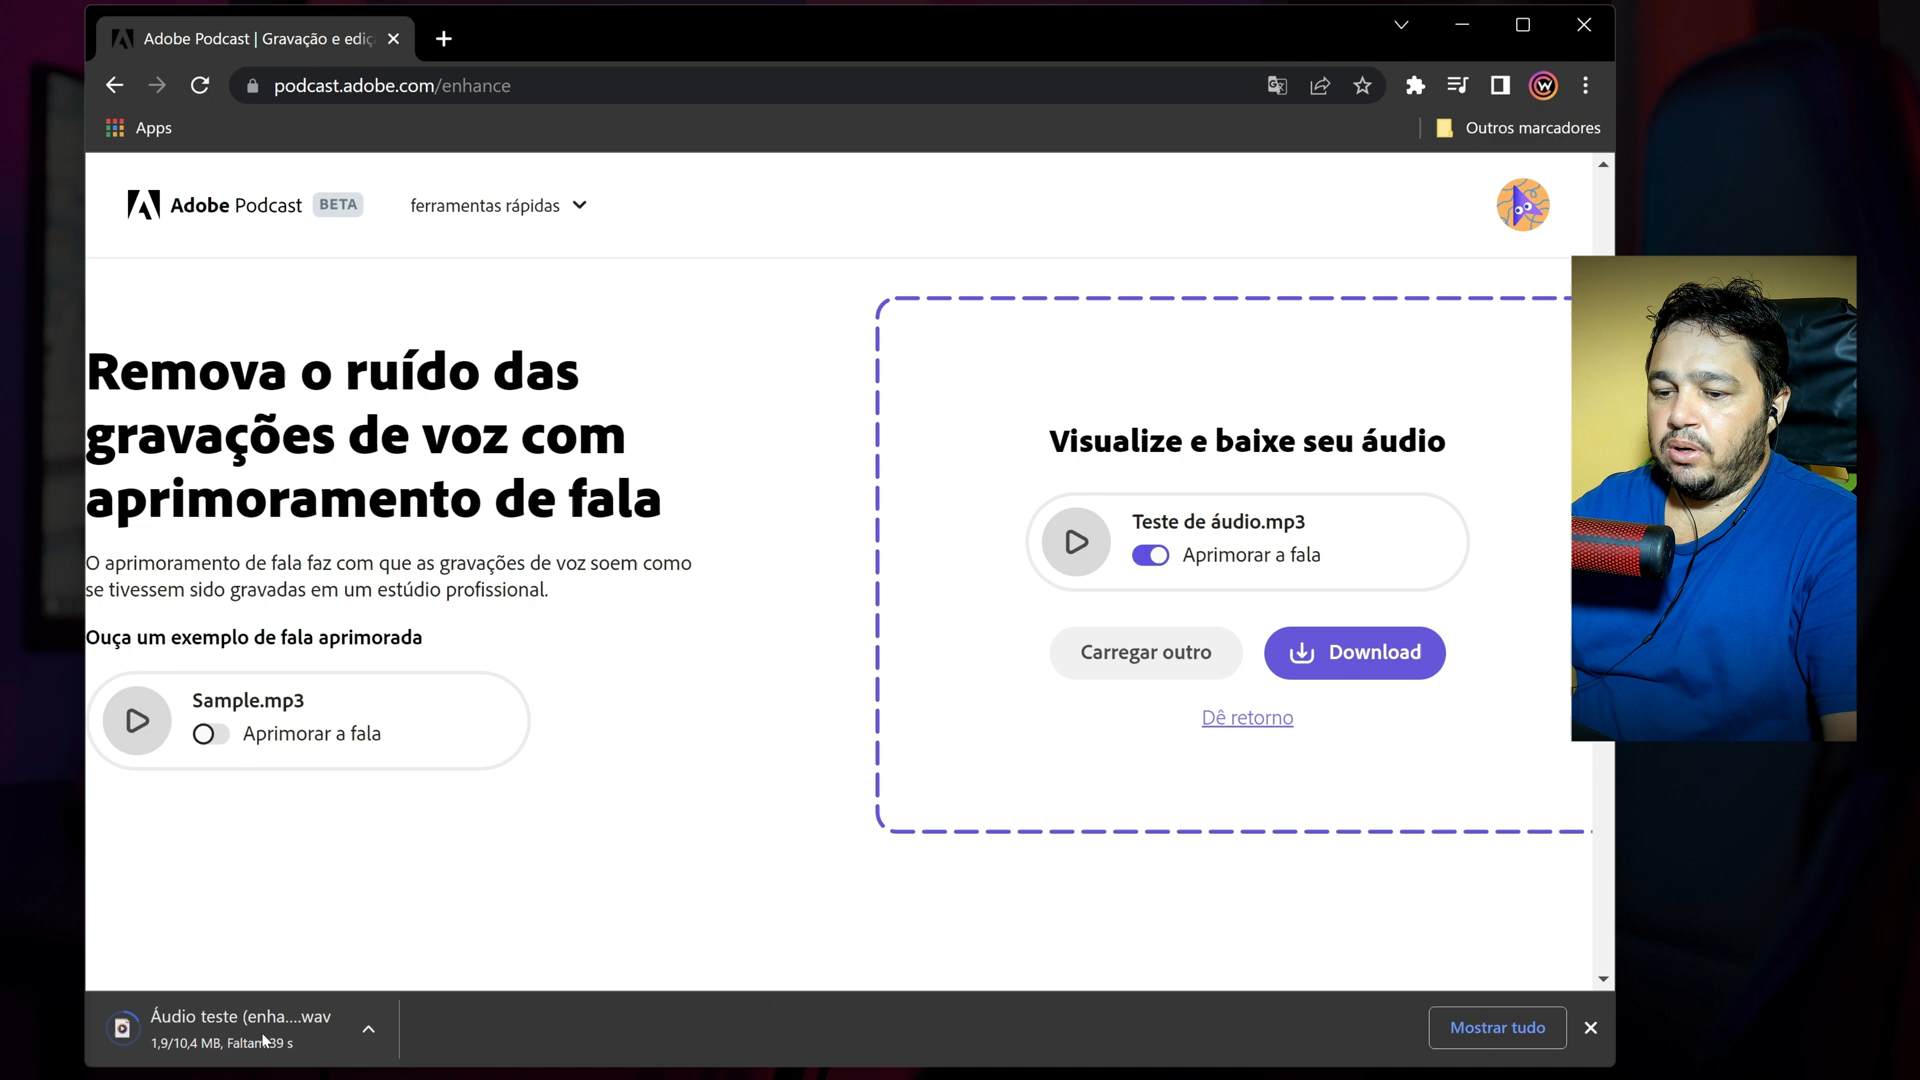 Adobe Podcast | Gravação e ediç
podcast.adobe.com/enhance
Apps
Outros marcadores
Adobe Podcast BETA
ferramentas rápidas
Remova o ruído das
gravações de voz com
aprimoramento de fala
O aprimoramento de fala faz com que as gravações de voz soem como
se tivessem sido gravadas em um estúdio profissional.
Ouça um exemplo de fala aprimorada
Sample.mp3
Aprimorar a fala
Visualize e baixe seu áudio
Teste de áudio.mp3
Aprimorar a fala
Carregar outro
Download
Dê retorno
Áudio teste (enha....wav
1,9/10,4 MB, Faltam 39 s
Mostrar tudo